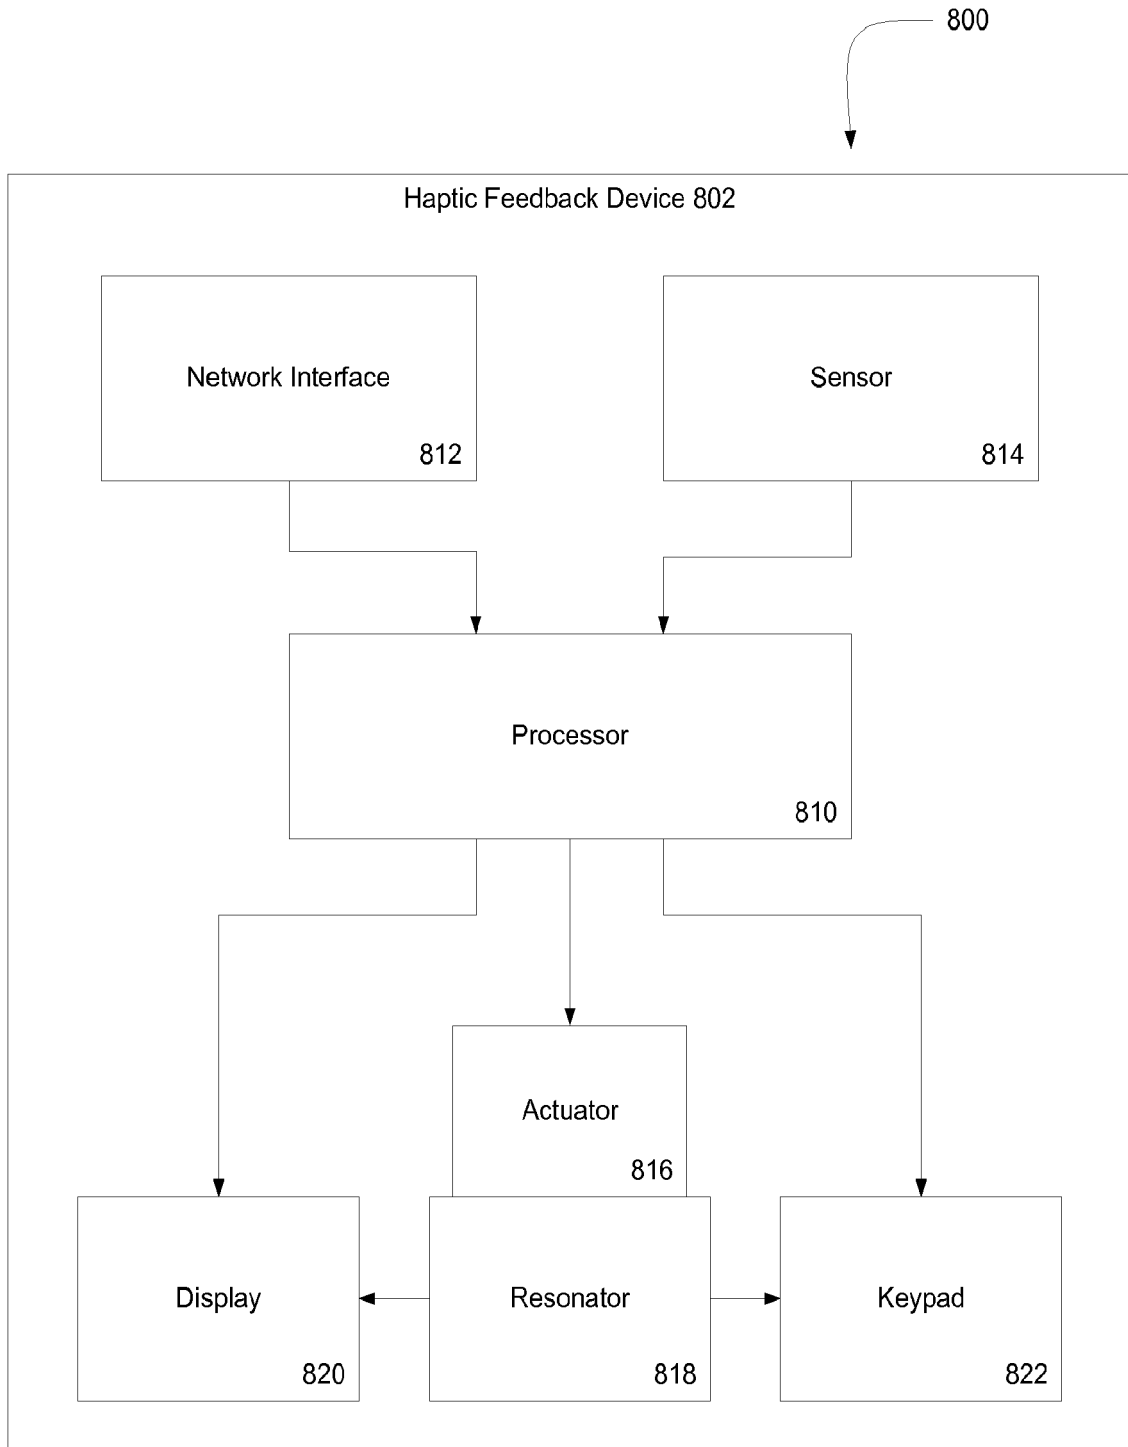 800
Haptic Feedback Device 802
Network Interface
812
Sensor
814
Processor
810
Actuator
816
Display
820
Resonator
818
Keypad
822